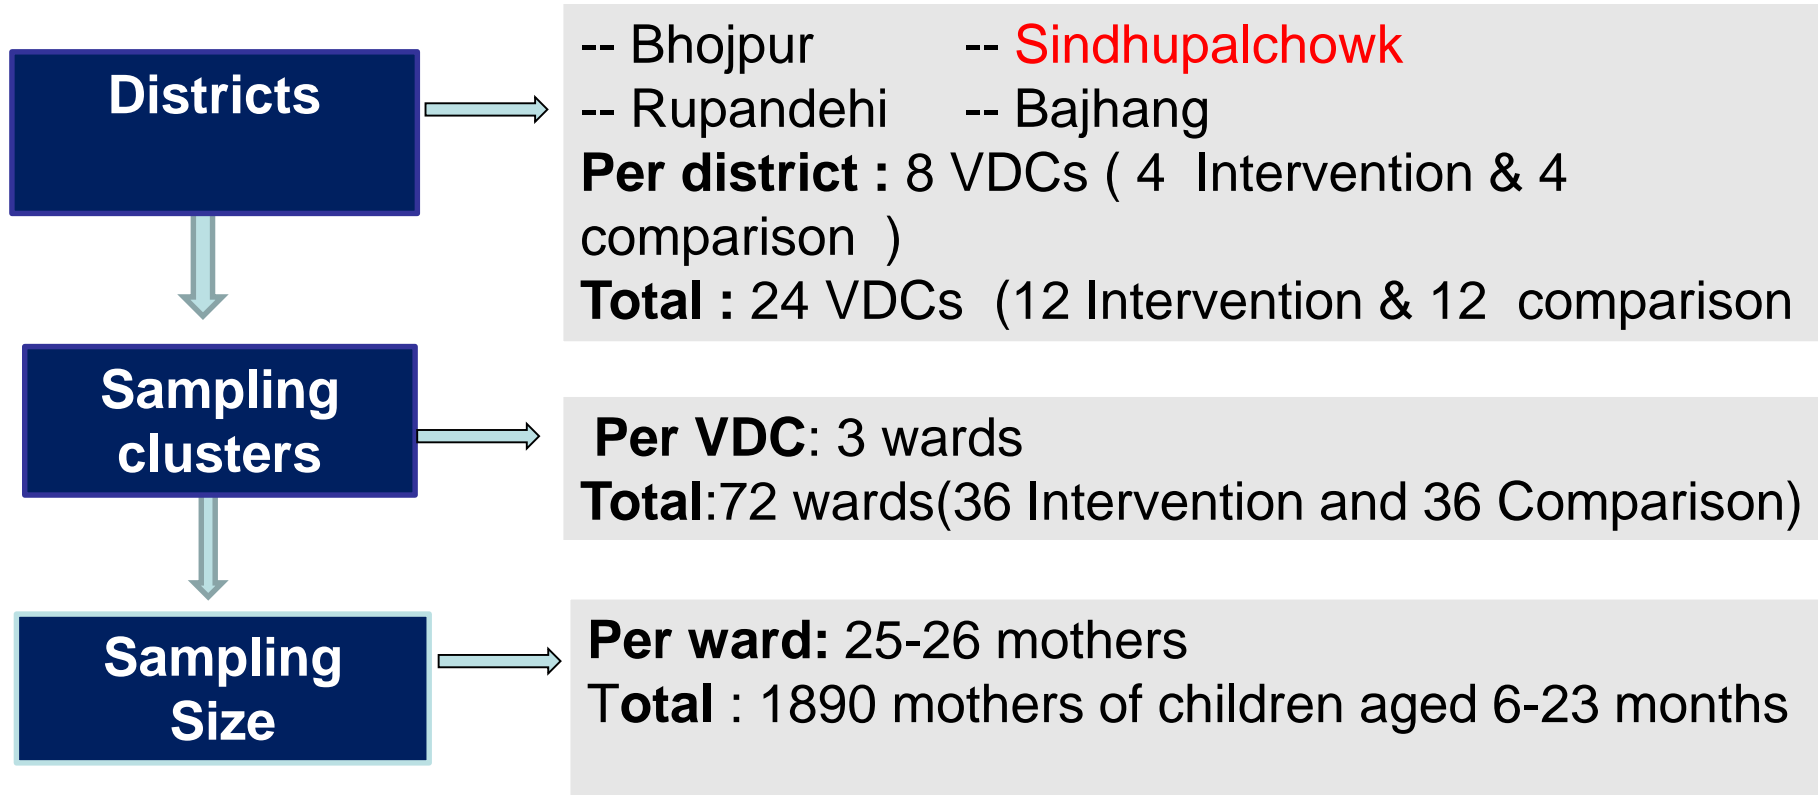 Districts
-- Bhojpur -- Sindhupalchowk
-- Rupandehi -- Bajhang
Per district : 8 VDCs ( 4 Intervention & 4
comparison )
Total : 24 VDCs (12 Intervention & 12 comparison
Sampling
clusters
Per VDC: 3 wards
Total:72 wards(36 Intervention and 36 Comparison)
Sampling
Size
Per ward: 25-26 mothers
Total : 1890 mothers of children aged 6-23 months